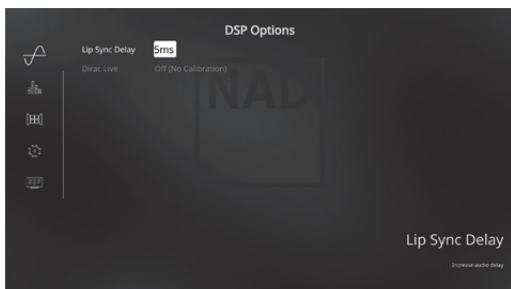 DSP Options
Lip Sync Delay 5ms
Dirac Live Off (No Calibration)
NAD
Lip Sync Delay
Increase audio delay